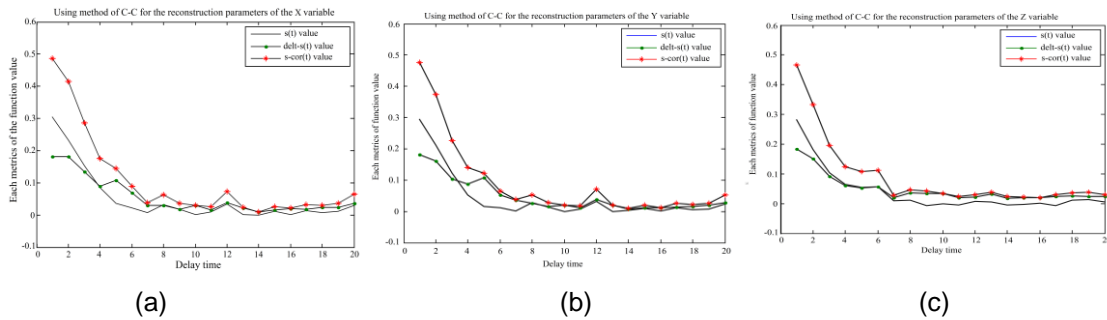 Using method of C-C for the reconstruction parameters of the X variable
0.6
0.5
0.4
0.3
0.2
0.1
0
-0.1
Each metrics of the function value
s(t) value
delt-s(t) value
s-cor(t) value
0 2 4 6 8 10 12 14 16 18 20
Delay time
(a)
Using method of C-C for the reconstruction parameters of the Y variable
0.6
0.5
0.4
0.3
0.2
0.1
0
-0.1
Each metrics of function value
s(t) value
delt-s(t) value
s-cor(t) value
0 2 4 6 8 10 12 14 16 18 20
Delay time
(b)
Using method of C-C for the reconstruction parameters of the Z variable
0.6
0.5
0.4
0.3
0.2
0.1
0
-0.1
Each metrics of function value
s(t) value
delt-s(t) value
s-cor(t) value
0 2 4 6 8 10 12 14 16 18 20
Delay time
(c)